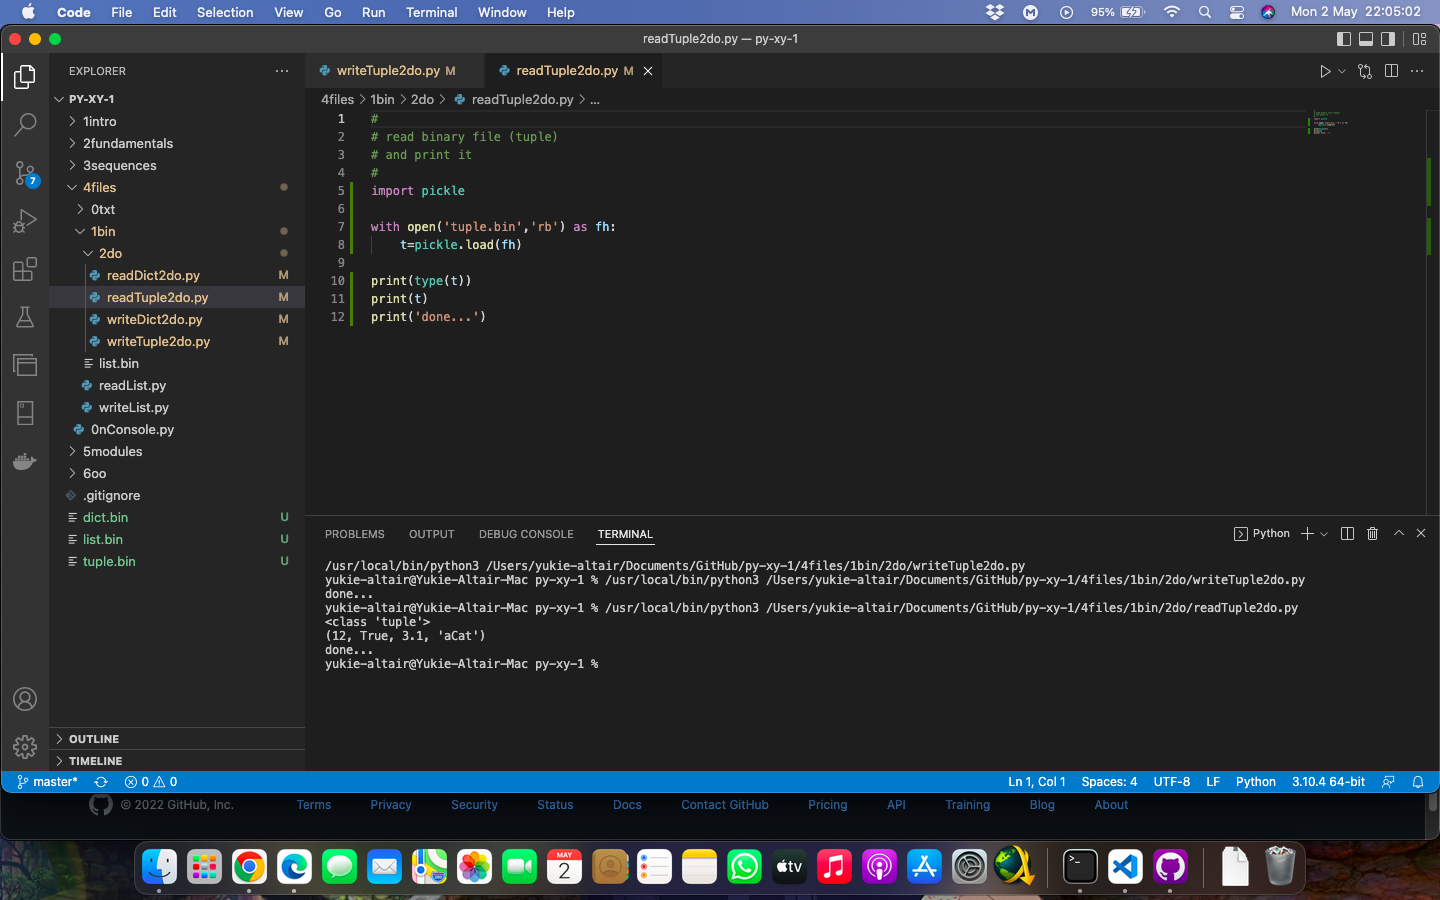 Code File Edit Selection View Go Run Terminal Window Help 95% Mon 2 May 22:05:02
readTuple2do.py — py-xy-1
EXPLORER
PY-XY-1
1intro
2fundamentals
3sequences
4files
0txt
1bin
2do
readDict2do.py M
readTuple2do.py M
writeDict2do.py M
writeTuple2do.py M
list.bin
readList.py
writeList.py
0nConsole.py
5modules
6oo
.gitignore
dict.bin U
list.bin U
tuple.bin U
OUTLINE
TIMELINE
7
writeTuple2do.py M readTuple2do.py M
4files > 1bin > 2do > readTuple2do.py > ...
1 #
2 # read binary file (tuple)
3 # and print it
4 #
5 import pickle
6
7 with open('tuple.bin','rb') as fh:
8 t=pickle.load(fh)
9
10 print(type(t))
11 print(t)
12 print('done...')
PROBLEMS OUTPUT DEBUG CONSOLE TERMINAL Python
/usr/local/bin/python3 /Users/yukie-altair/Documents/GitHub/py-xy-1/4files/1bin/2do/writeTuple2do.py
yukie-altair@Yukie-Altair-Mac py-xy-1 % /usr/local/bin/python3 /Users/yukie-altair/Documents/GitHub/py-xy-1/4files/1bin/2do/writeTuple2do.py
done...
yukie-altair@Yukie-Altair-Mac py-xy-1 % /usr/local/bin/python3 /Users/yukie-altair/Documents/GitHub/py-xy-1/4files/1bin/2do/readTuple2do.py
<class 'tuple'>
(12, True, 3.1, 'aCat')
done...
yukie-altair@Yukie-Altair-Mac py-xy-1 %
master* 0 0 Ln 1, Col 1 Spaces: 4 UTF-8 LF Python 3.10.4 64-bit
© 2022 GitHub, Inc. Terms Privacy Security Status Docs Contact GitHub Pricing API Training Blog About
MAY
2
tv